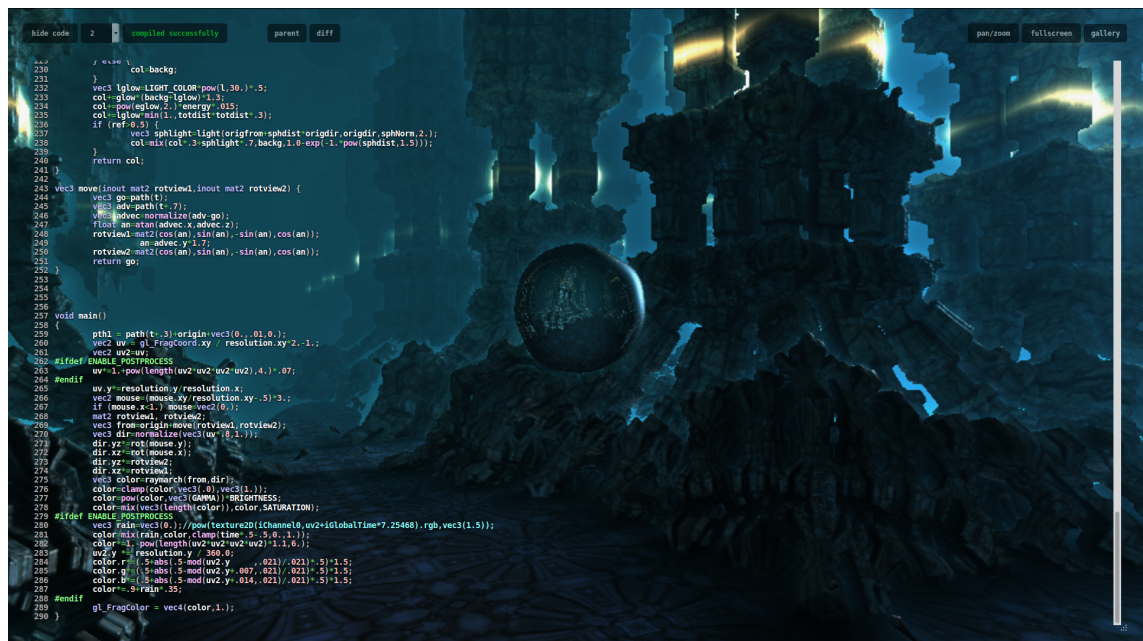 hide code 2 compiled successfully parent diff pan/zoom fullscreen gallery
229 } else {
230 col=backg;
231 }
232 vec3 lglow=LIGHT_COLOR*pow(l,30.)*.5;
233 col+=glow*(backg+lglow)*1.3;
234 col+=pow(eglow,2.)*energy*.015;
235 col+=lglow*min(1.,totdist*totdist*.3);
236 if (ref>0.5) {
237 vec3 sphlight=light(origfrom+sphdist*origdir,origdir,sphNorm,2.);
238 col=mix(col*.3+sphlight*.7,backg,1.0-exp(-1.*pow(sphdist,1.5)));
239 }
240 return col;
241 }
242
243 vec3 move(inout mat2 rotview1,inout mat2 rotview2) {
244 vec3 go=path(t);
245 vec3 adv=path(t+.7);
246 vec3 advec=normalize(adv-go);
247 float an=atan(advec.x,advec.z);
248 rotview1=mat2(cos(an),sin(an),-sin(an),cos(an));
249 an=advec.y*1.7;
250 rotview2=mat2(cos(an),sin(an),-sin(an),cos(an));
251 return go;
252 }
253
254
255
256
257 void main()
258 {
259 pth1 = path(t+.3)+origin+vec3(0.,.01,0.);
260 vec2 uv = gl_FragCoord.xy / resolution.xy*2.-1.;
261 vec2 uv2=uv;
262 #ifdef ENABLE_POSTPROCESS
263 uv*=1.+pow(length(uv2*uv2*uv2*uv2),4.)*.07;
264 #endif
265 uv.y*=resolution.y/resolution.x;
266 vec2 mouse=(mouse.xy/resolution.xy-.5)*3.;
267 if (mouse.x<1.) mouse=vec2(0.);
268 mat2 rotview1, rotview2;
269 vec3 from=origin+move(rotview1,rotview2);
270 vec3 dir=normalize(vec3(uv*.8,1.));
271 dir.yz*=rot(mouse.y);
272 dir.xz*=rot(mouse.x);
273 dir.yz*=rotview2;
274 dir.xz*=rotview1;
275 vec3 color=raymarch(from,dir);
276 color=clamp(color,vec3(.0),vec3(1.));
277 color=pow(color,vec3(GAMMA))*BRIGHTNESS;
278 color=mix(vec3(length(color)),color,SATURATION);
279 #ifdef ENABLE_POSTPROCESS
280 vec3 rain=vec3(0.);//pow(texture2D(iChannel0,uv2+iGlobalTime*7.25468).rgb,vec3(1.5));
281 color=mix(rain,color,clamp(time*.5-.5,0.,1.));
282 color*=1.-pow(length(uv2*uv2*uv2*uv2)*1.1,6.);
283 uv2.y *= resolution.y / 360.0;
284 color.r*=(.5+abs(.5-mod(uv2.y ,.021)/.021)*.5)*1.5;
285 color.g*=(.5+abs(.5-mod(uv2.y+.007,.021)/.021)*.5)*1.5;
286 color.b*=(.5+abs(.5-mod(uv2.y+.014,.021)/.021)*.5)*1.5;
287 color*=.9+rain*.35;
288 #endif
289 gl_FragColor = vec4(color,1.);
290 }